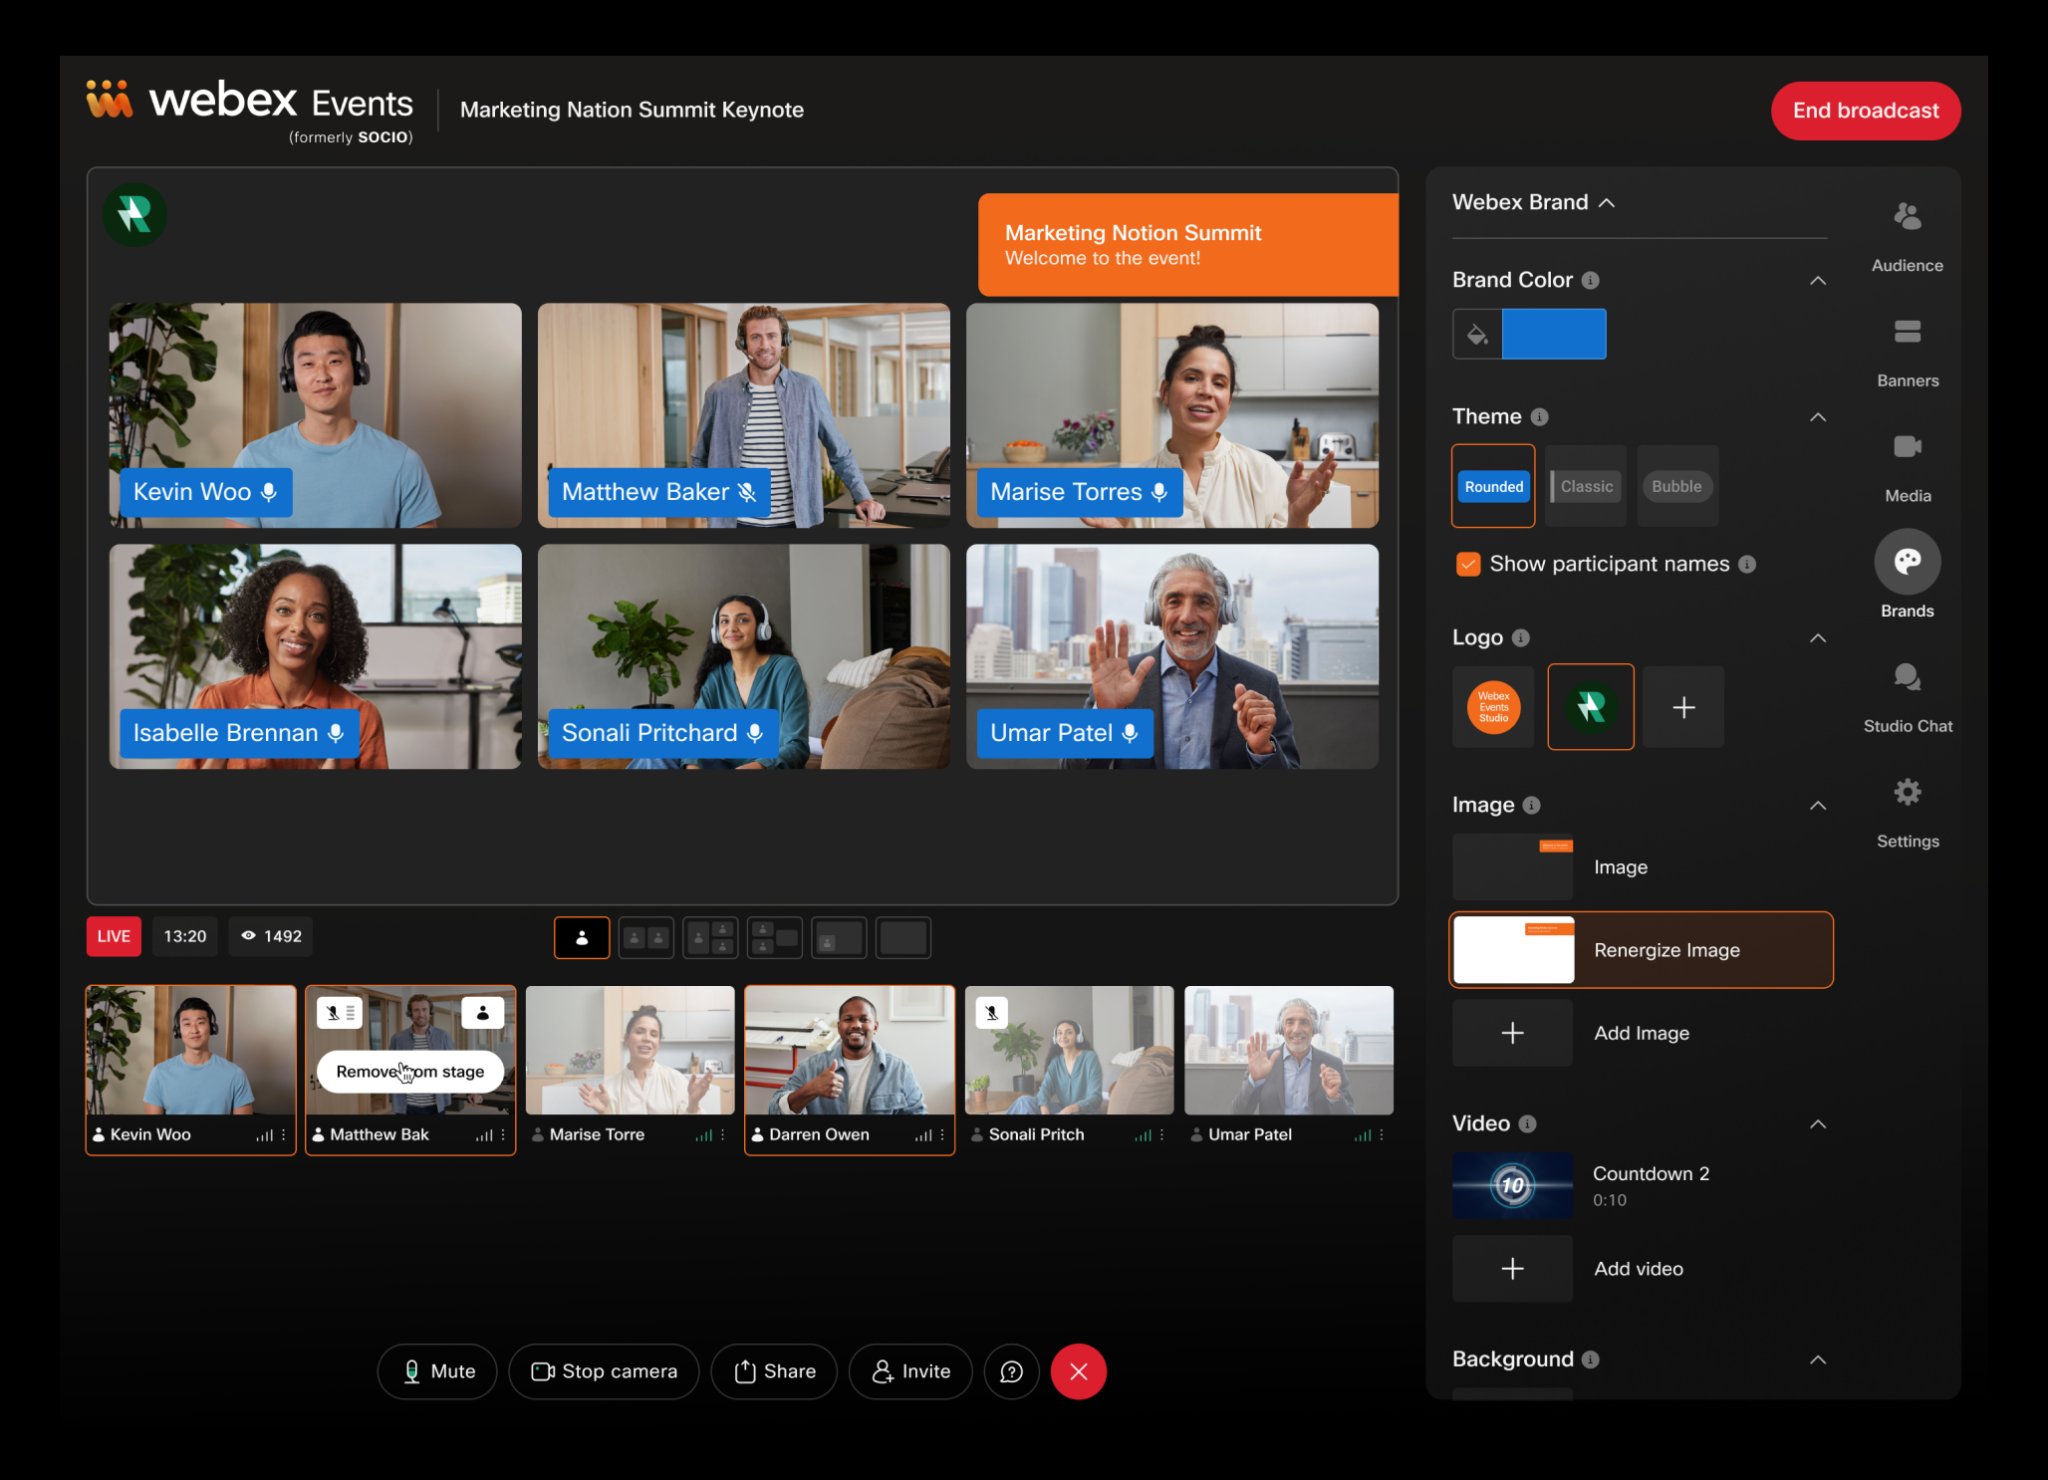 webex Events
(formerly SOCIO)
Marketing Nation Summit Keynote
End broadcast
Marketing Notion Summit
Welcome to the event!
Kevin Woo
Matthew Baker
Marise Torres
Isabelle Brennan
Sonali Pritchard
Umar Patel
LIVE
13:20
1492
Remove om stage
Kevin Woo
Matthew Bak
Marise Torre
Darren Owen
Sonali Pritch
Umar Patel
Mute
Stop camera
Share
Invite
Webex Brand
Brand Color
Theme
Rounded
Classic
Bubble
Show participant names
Logo
Webex
Events
Studio
Image
Image
Renergize Image
Add Image
Video
10
Countdown 2
0:10
Add video
Background
Audience
Banners
Media
Brands
Studio Chat
Settings